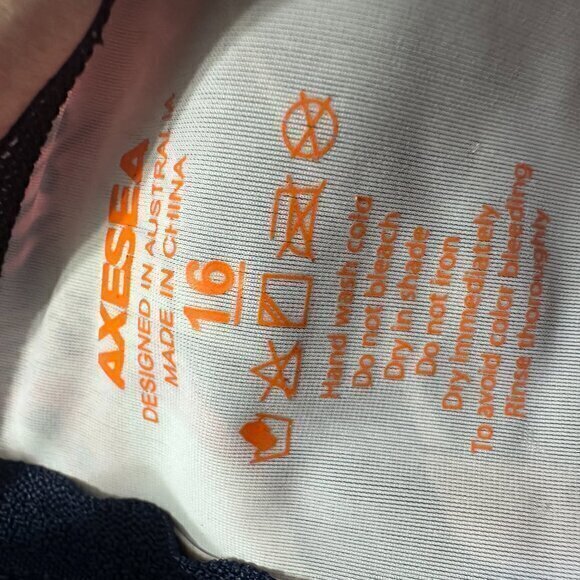 AXESEA
DESIGNED IN AUSTRALIA
MADE IN CHINA
16
Hand wash cold
Do not bleach
Dry in shade
Do not iron
Dry immediately
To avoid color bleeding
Rinse thoroughly